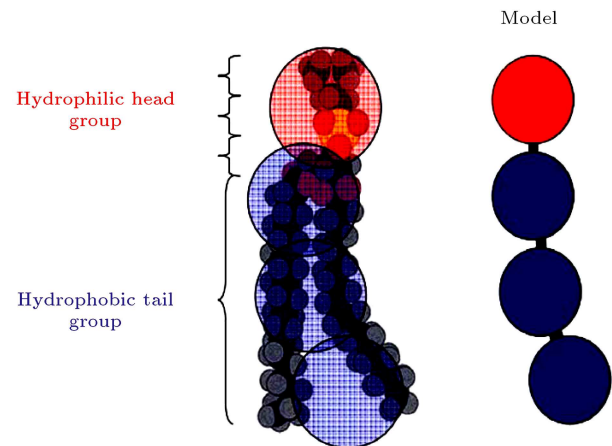 Model
Hydrophilic head
group
Hydrophobic tail
group